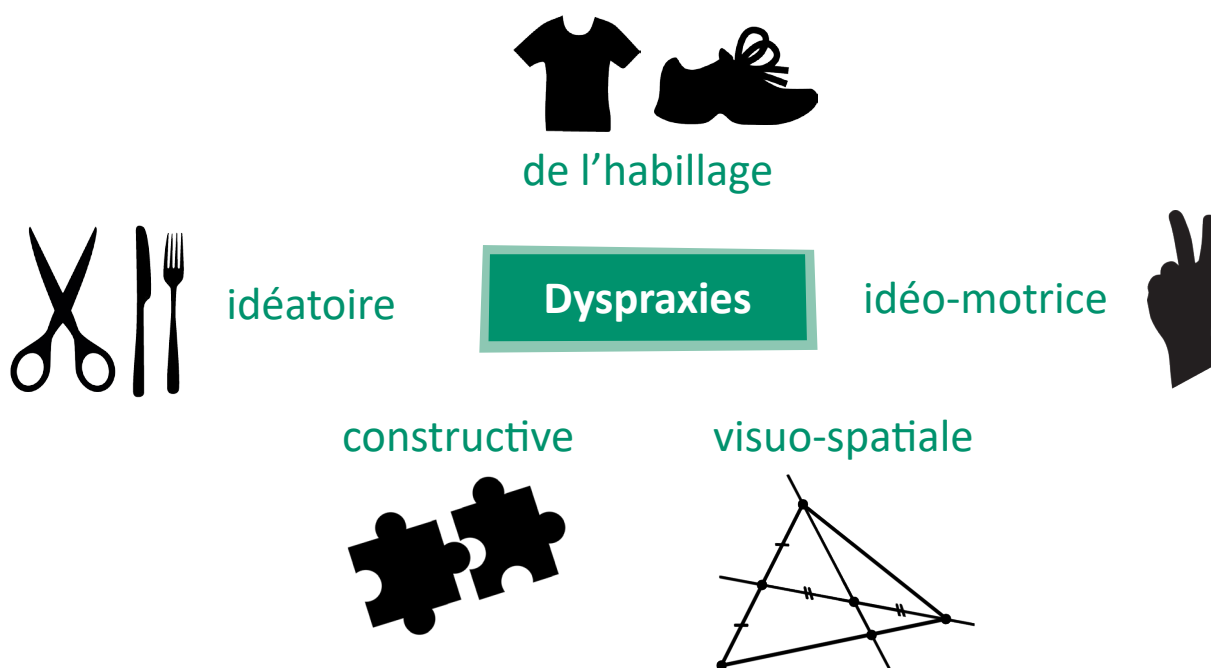 de l’habillage
idéatoire
Dyspraxies
idéo-motrice
constructive
visuo-spatiale